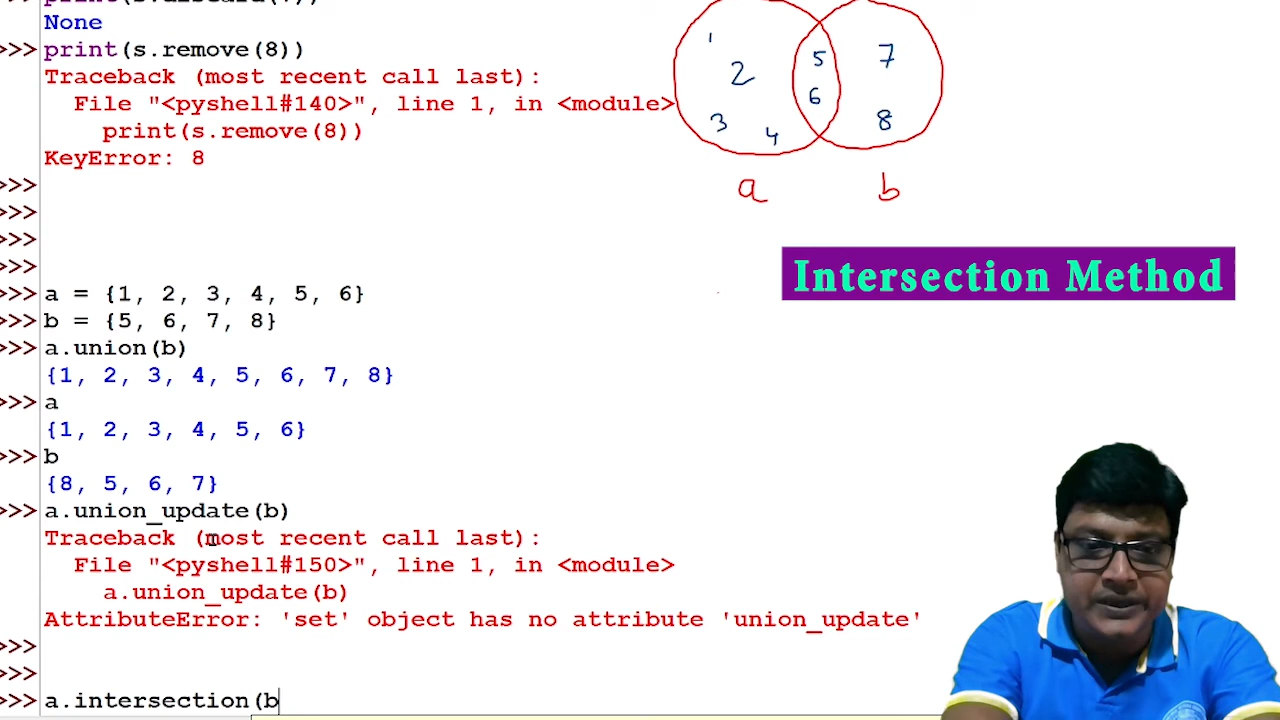 None
>>> print(s.remove(8))
Traceback (most recent call last):
File "<pyshell#140>", line 1, in <module>
print(s.remove(8))
KeyError: 8
>>>
>>>
>>>
>>>
>>> a = {1, 2, 3, 4, 5, 6}
>>> b = {5, 6, 7, 8}
>>> a.union(b)
{1, 2, 3, 4, 5, 6, 7, 8}
>>> a
{1, 2, 3, 4, 5, 6}
>>> b
{8, 5, 6, 7}
>>> a.union_update(b)
Traceback (most recent call last):
File "<pyshell#150>", line 1, in <module>
a.union_update(b)
AttributeError: 'set' object has no attribute 'union_update'
>>>
>>>
>>> a.intersection(b
1 5 7
2
6
3 4 8
a b
Intersection Method